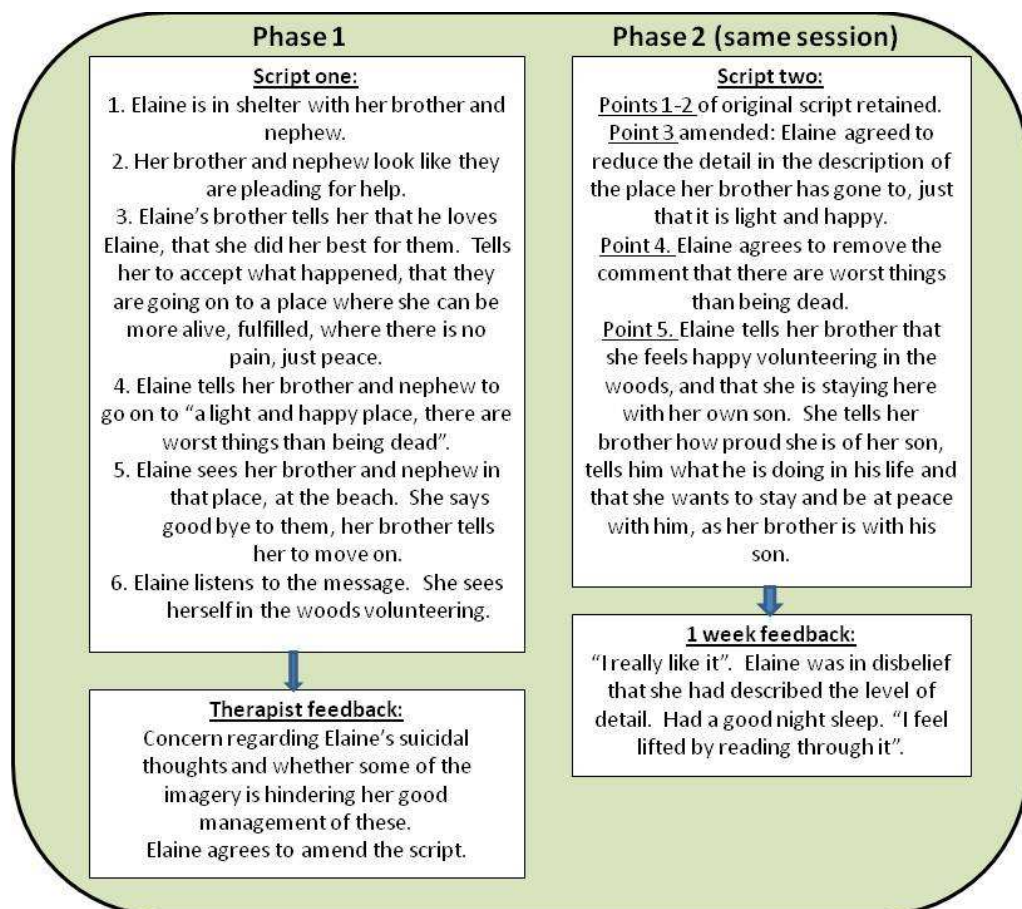 Phase 1
Script one:
1. Elaine is in shelter with her brother and
nephew.
2. Her brother and nephew look like they
are pleading for help.
3. Elaine's brother tells her that he loves
Elaine, that she did her best for them. Tells
her to accept what happened, that they
are going on to a place where she can be
more alive, fulfilled, where there is no
pain, just peace.
4. Elaine tells her brother and nephew to
go on to “a light and happy place, there are
worst things than being dead”.
5. Elaine sees her brother and nephew in
that place, at the beach. She says
good bye to them, her brother tells
her to move on.
6. Elaine listens to the message. She sees
herself in the woods volunteering.
Therapist feedback:
Concern regarding Elaine's suicidal
thoughts and whether some of the
imagery is hindering her good
management of these.
Elaine agrees to amend the script.
Phase 2 (same session)
Script two:
Points 1-2 of original script retained.
Point 3 amended: Elaine agreed to
reduce the detail in the description of
the place her brother has gone to, just
that it is light and happy.
Point 4. Elaine agrees to remove the
comment that there are worst things
than being dead.
Point 5. Elaine tells her brother that
she feels happy volunteering in the
woods, and that she is staying here
with her own son. She tells her
brother how proud she is of her son,
tells him what he is doing in his life and
that she wants to stay and be at peace
with him, as her brother is with his
son.
1 week feedback:
“I really like it”. Elaine was in disbelief
that she had described the level of
detail. Had a good night sleep. “I feel
lifted by reading through it”.